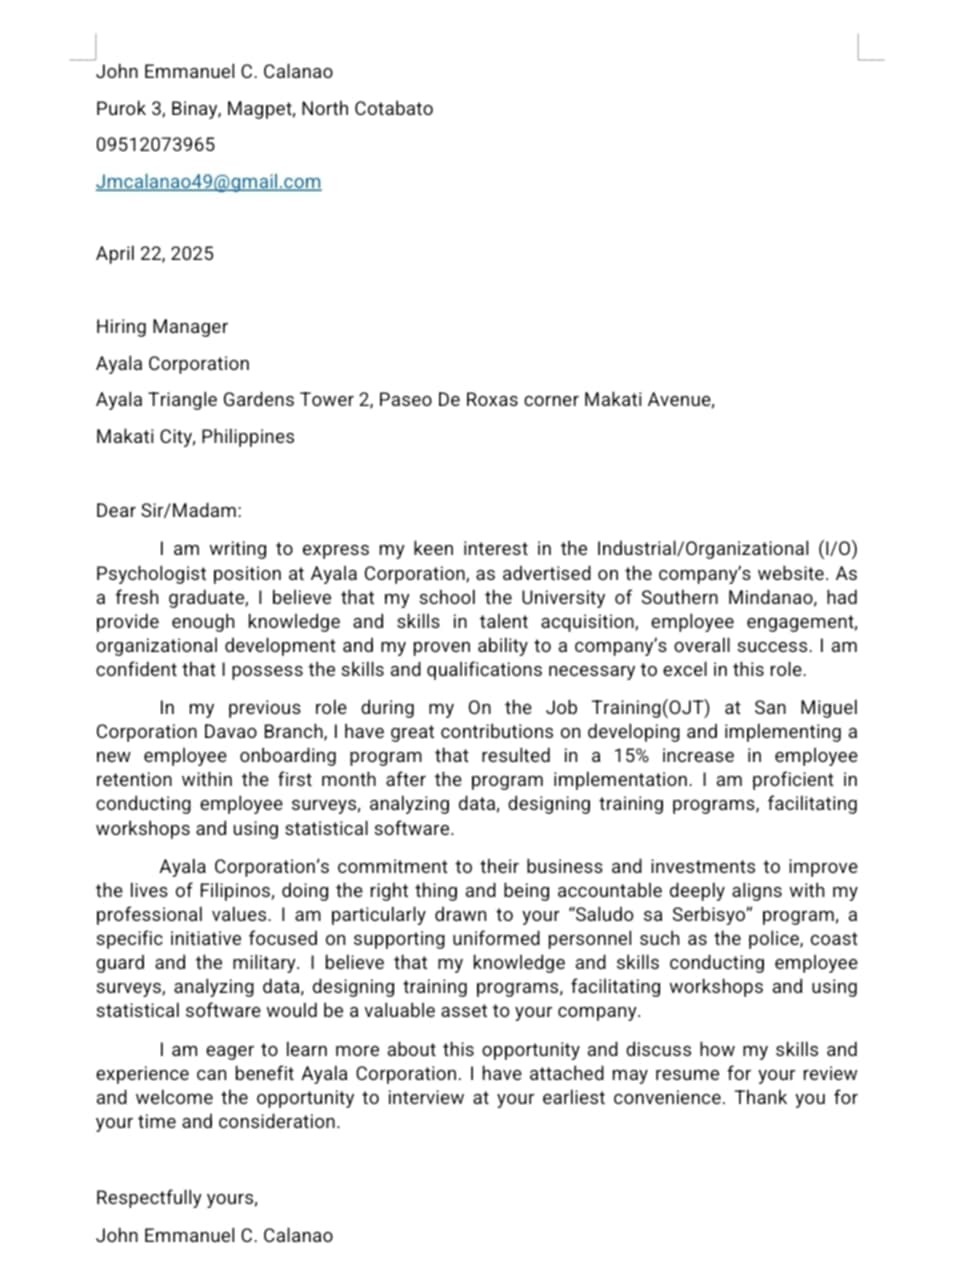 John Emmanuel C. Calanao
Purok 3, Binay, Magpet, North Cotabato
09512073965
Jmcalanao49@gmail.com
April 22, 2025
Hiring Manager
Ayala Corporation
Ayala Triangle Gardens Tower 2, Paseo De Roxas corner Makati Avenue,
Makati City, Philippines
Dear Sir/Madam:
I am writing to express my keen interest in the Industrial/Organizational (I/O)
Psychologist position at Ayala Corporation, as advertised on the company's website. As
a fresh graduate, I believe that my school the University of Southern Mindanao, had
provide enough knowledge and skills in talent acquisition, employee engagement,
organizational development and my proven ability to a company's overall success. I am
confident that I possess the skills and qualifications necessary to excel in this role.
In my previous role during my On the Job Training(OJT) at San Miguel
Corporation Davao Branch, I have great contributions on developing and implementing a
new employee onboarding program that resulted in a 15% increase in employee
retention within the first month after the program implementation. I am proficient in
conducting employee surveys, analyzing data, designing training programs, facilitating
workshops and using statistical software.
Ayala Corporation's commitment to their business and investments to improve
the lives of Filipinos, doing the right thing and being accountable deeply aligns with my
professional values. I am particularly drawn to your “Saludo sa Serbisyo” program, a
specific initiative focused on supporting uniformed personnel such as the police, coast
guard and the military. I believe that my knowledge and skills conducting employee
surveys, analyzing data, designing training programs, facilitating workshops and using
statistical software would be a valuable asset to your company.
I am eager to learn more about this opportunity and discuss how my skills and
experience can benefit Ayala Corporation. I have attached may resume for your review
and welcome the opportunity to interview at your earliest convenience. Thank you for
your time and consideration.
Respectfully yours,
John Emmanuel C. Calanao